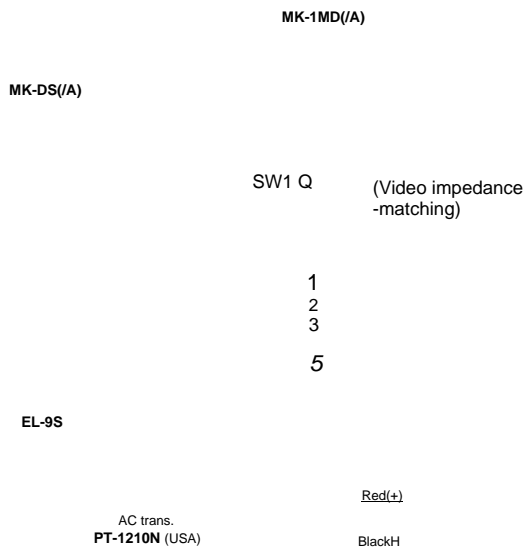 MK-1MD(/A)
MK-DS(/A)
SW1 Q
(Video impedance
-matching)
1
2
3
5
EL-9S
Red(+)
AC trans.
PT-1210N (USA)
BlackH